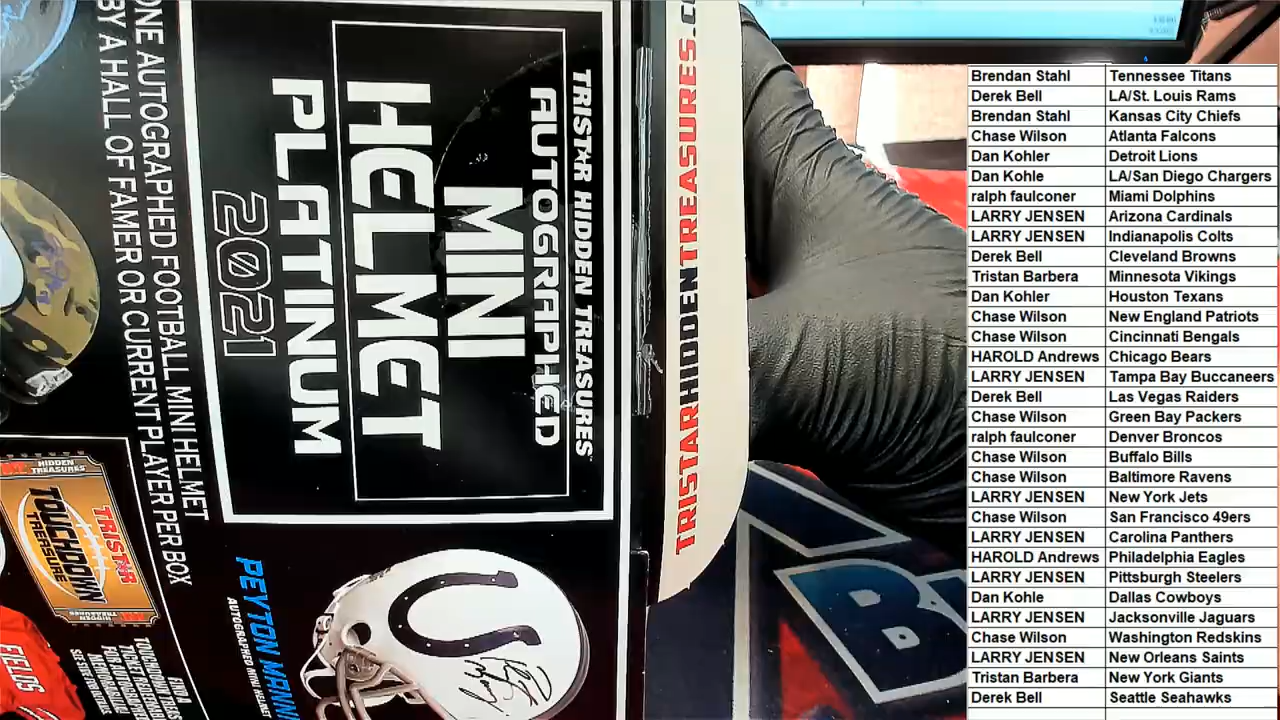 TRISTAR HIDDEN TREASURES
AUTOGRAPHED
MINI
HELMET
PLATINUM
2021
ONE AUTOGRAPHED FOOTBALL MINI HELMET
BY A HALL OF FAMER OR CURRENT PLAYER PER BOX
TRISTARHIDDENTREASURES.C
HIDDEN
TREASURES
TRISTAR
TOUCHDOWN
TREASURE
HIDDEN
TREASURES
FIELDS
FIND A
PEYTON MANN
AUTOGRAPHED MINI HELMET
B
Brendan Stahl Tennessee Titans
Derek Bell LA/St. Louis Rams
Brendan Stahl Kansas City Chiefs
Chase Wilson Atlanta Falcons
Dan Kohler Detroit Lions
Dan Kohle LA/San Diego Chargers
ralph faulconer Miami Dolphins
LARRY JENSEN Arizona Cardinals
LARRY JENSEN Indianapolis Colts
Derek Bell Cleveland Browns
Tristan Barbera Minnesota Vikings
Dan Kohler Houston Texans
Chase Wilson New England Patriots
Chase Wilson Cincinnati Bengals
HAROLD Andrews Chicago Bears
LARRY JENSEN Tampa Bay Buccaneers
Derek Bell Las Vegas Raiders
Chase Wilson Green Bay Packers
ralph faulconer Denver Broncos
Chase Wilson Buffalo Bills
Chase Wilson Baltimore Ravens
LARRY JENSEN New York Jets
Chase Wilson San Francisco 49ers
LARRY JENSEN Carolina Panthers
HAROLD Andrews Philadelphia Eagles
LARRY JENSEN Pittsburgh Steelers
Dan Kohle Dallas Cowboys
LARRY JENSEN Jacksonville Jaguars
Chase Wilson Washington Redskins
LARRY JENSEN New Orleans Saints
Tristan Barbera New York Giants
Derek Bell Seattle Seahawks